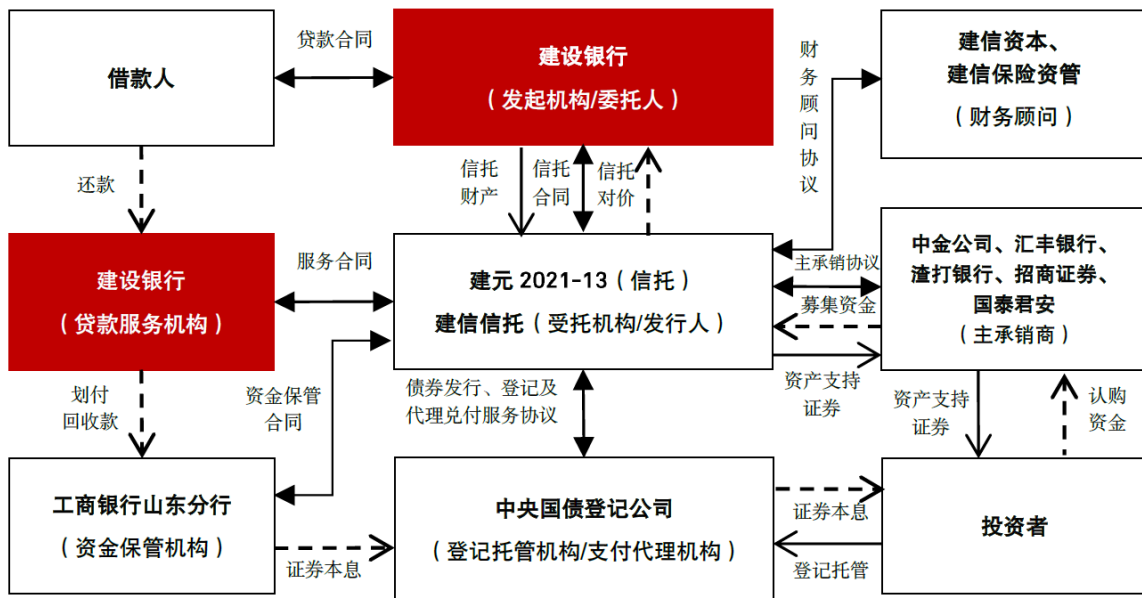 借款人
贷款合同
建设银行
（发起机构/委托人）
财务顾问协议
建信资本、
建信保险资管
（财务顾问）
还款
信托
财产
信托
合同
信托
对价
建设银行
（贷款服务机构）
服务合同
建元 2021-13（信托）
建信信托（受托机构/发行人）
主承销协议
募集资金
中金公司、汇丰银行、
渣打银行、招商证券、
国泰君安
（主承销商）
资产支持
证券
划付
回收款
资金保管
合同
债券发行、登记及
代理兑付服务协议
资产支持
证券
认购
资金
工商银行山东分行
（资金保管机构）
证券本息
中央国债登记公司
（登记托管机构/支付代理机构）
证券本息
登记托管
投资者